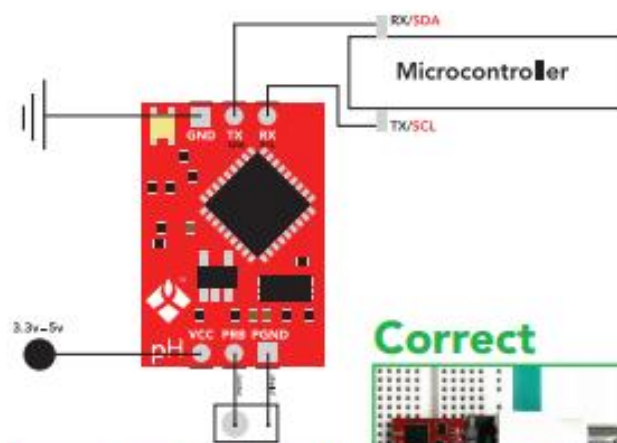 RX/SDA
Microcontroller
TX/SCL
GND TX RX
3.3v-5v
VCC PRB PGND
pH
Correct